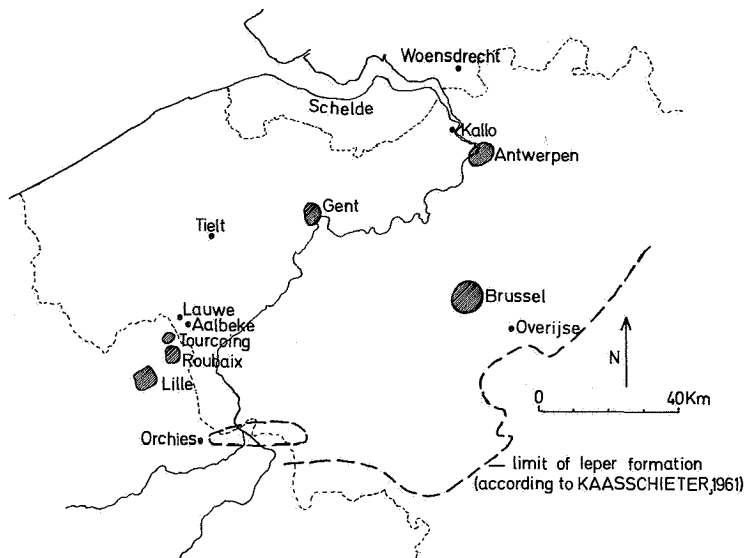 Woensdrecht
Schelde
Kallo
Antwerpen
Gent
Tielt
Brussel
Lauwe
Aalbeke
Overijse
Tourcoing
Roubaix
N
Lille
0 40Km
Orchies
— limit of Ieper formation
(according to KAASSCHIETER,1961)